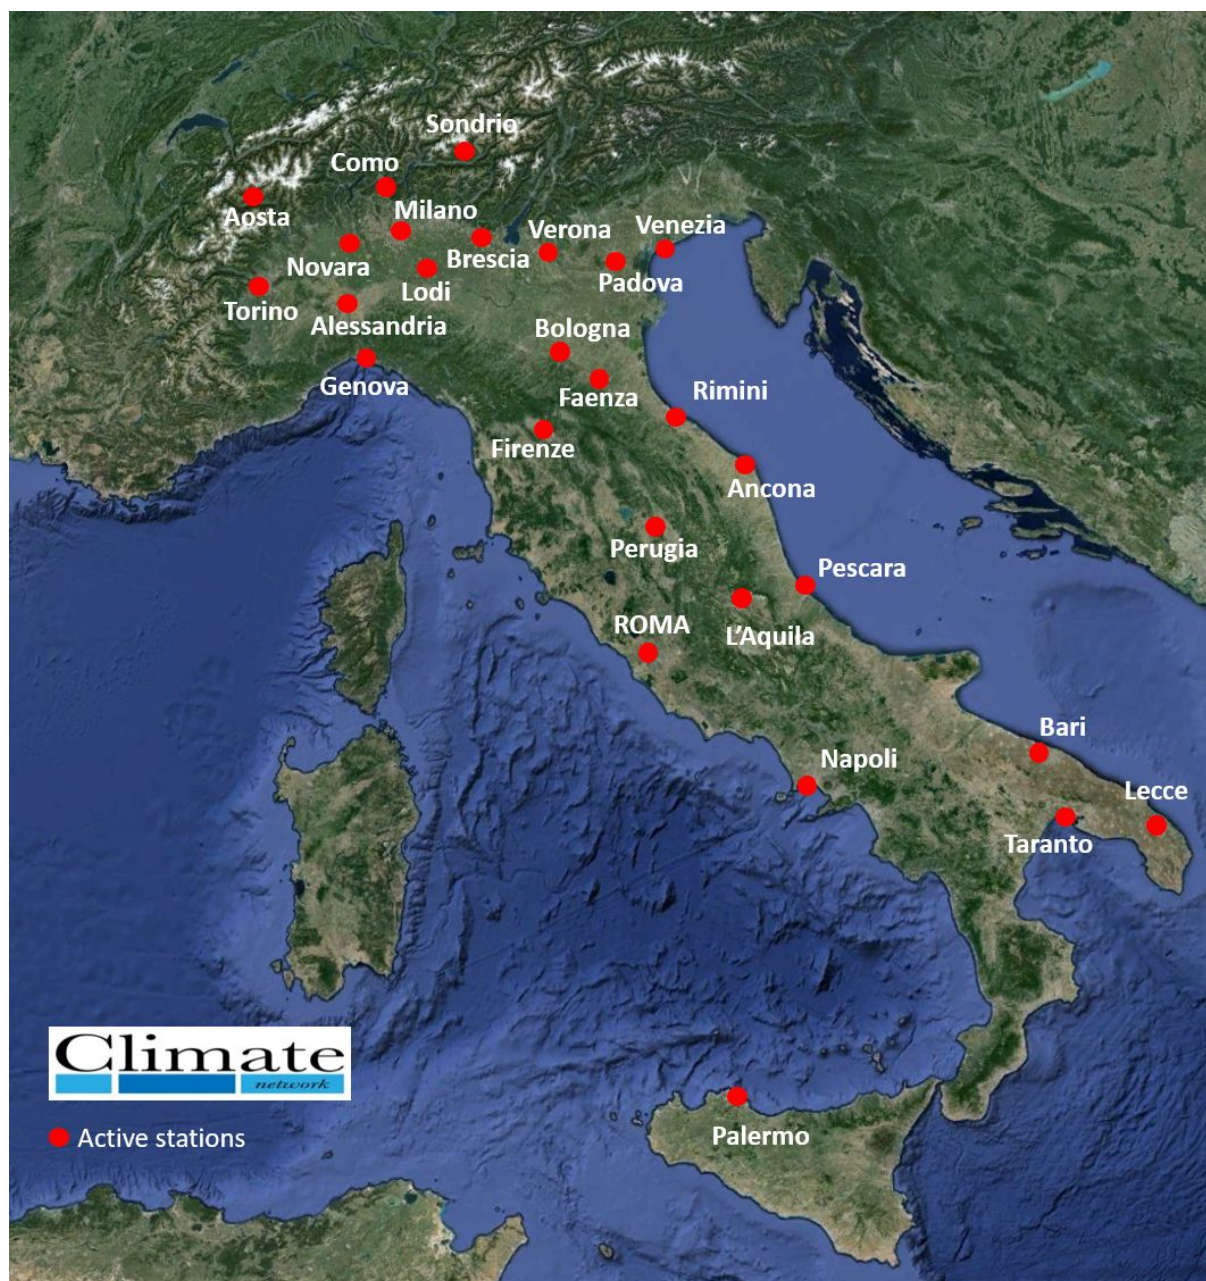 Sondrio
Como
Aosta
Milano
Verona
Venezia
Novara
Brescia
Lodi
Padova
Torino
Alessandria
Bologna
Genova
Faenza
Rimini
Firenze
Ancona
Perugia
Pescara
ROMA
L'Aquila
Bari
Napoli
Lecce
Taranto
Climate
network
Active stations
Palermo